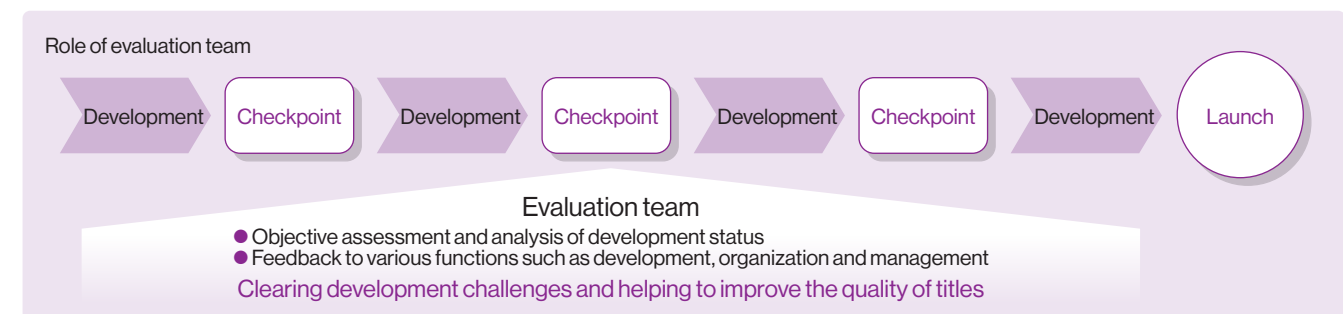 Role of evaluation team
Development
Checkpoint
Development
Checkpoint
Development
Checkpoint
Development
Launch
Evaluation team
● Objective assessment and analysis of development status
● Feedback to various functions such as development, organization and management
Clearing development challenges and helping to improve the quality of titles